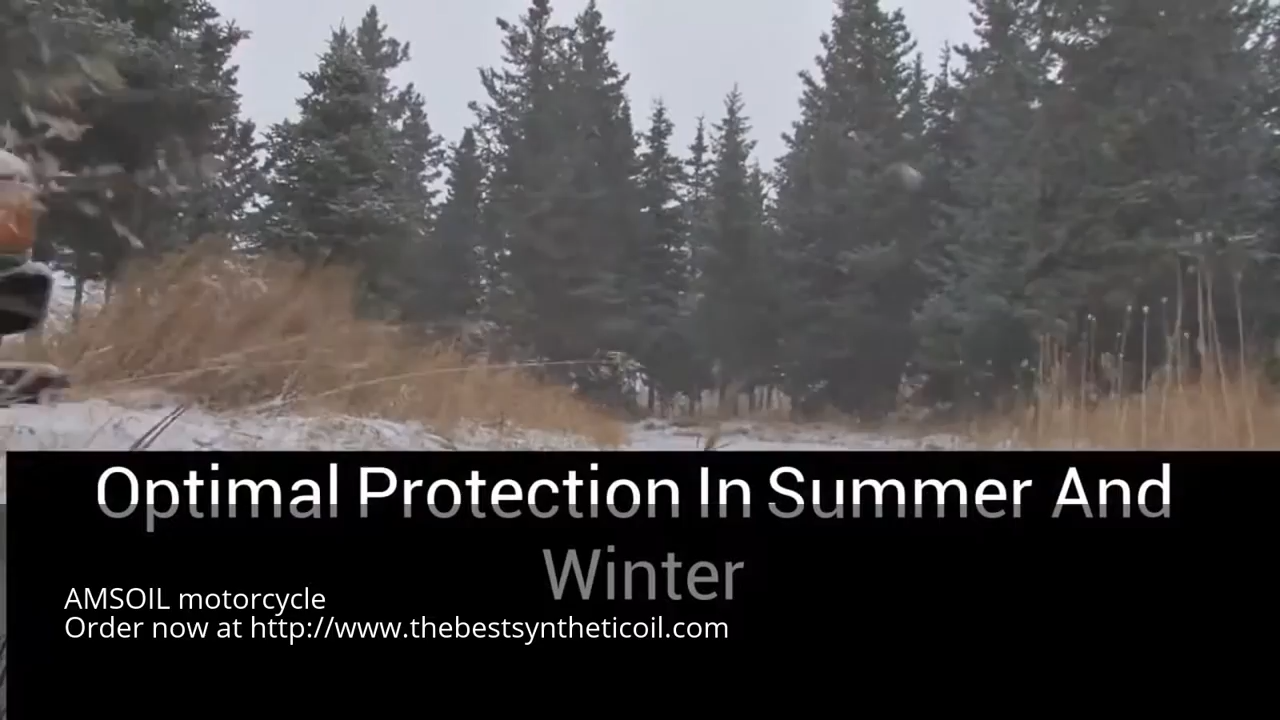 Optimal Protection In Summer And
Winter
AMSOIL motorcycle
Order now at http://www.thebestsyntheticoil.com